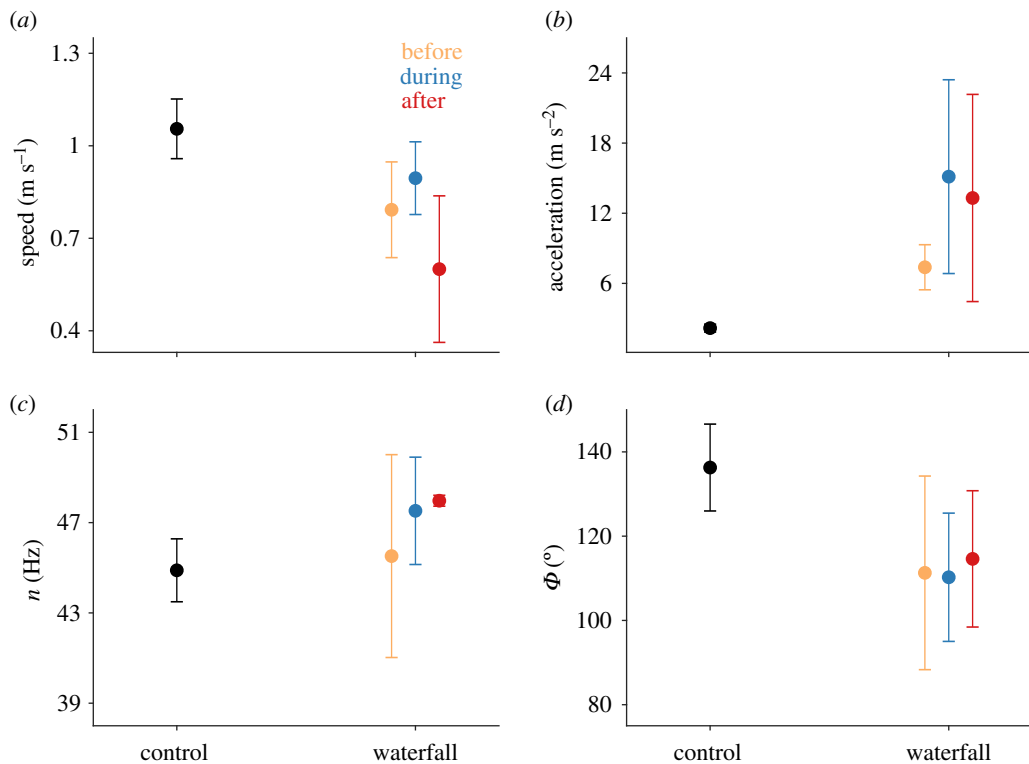 (a)
1.3
1
0.7
0.4
speed (m s⁻¹)
before
during
after
(b)
24
18
12
6
acceleration (m s⁻²)
(c)
51
47
43
39
n (Hz)
control
waterfall
(d)
140
120
100
80
Φ (º)
control
waterfall